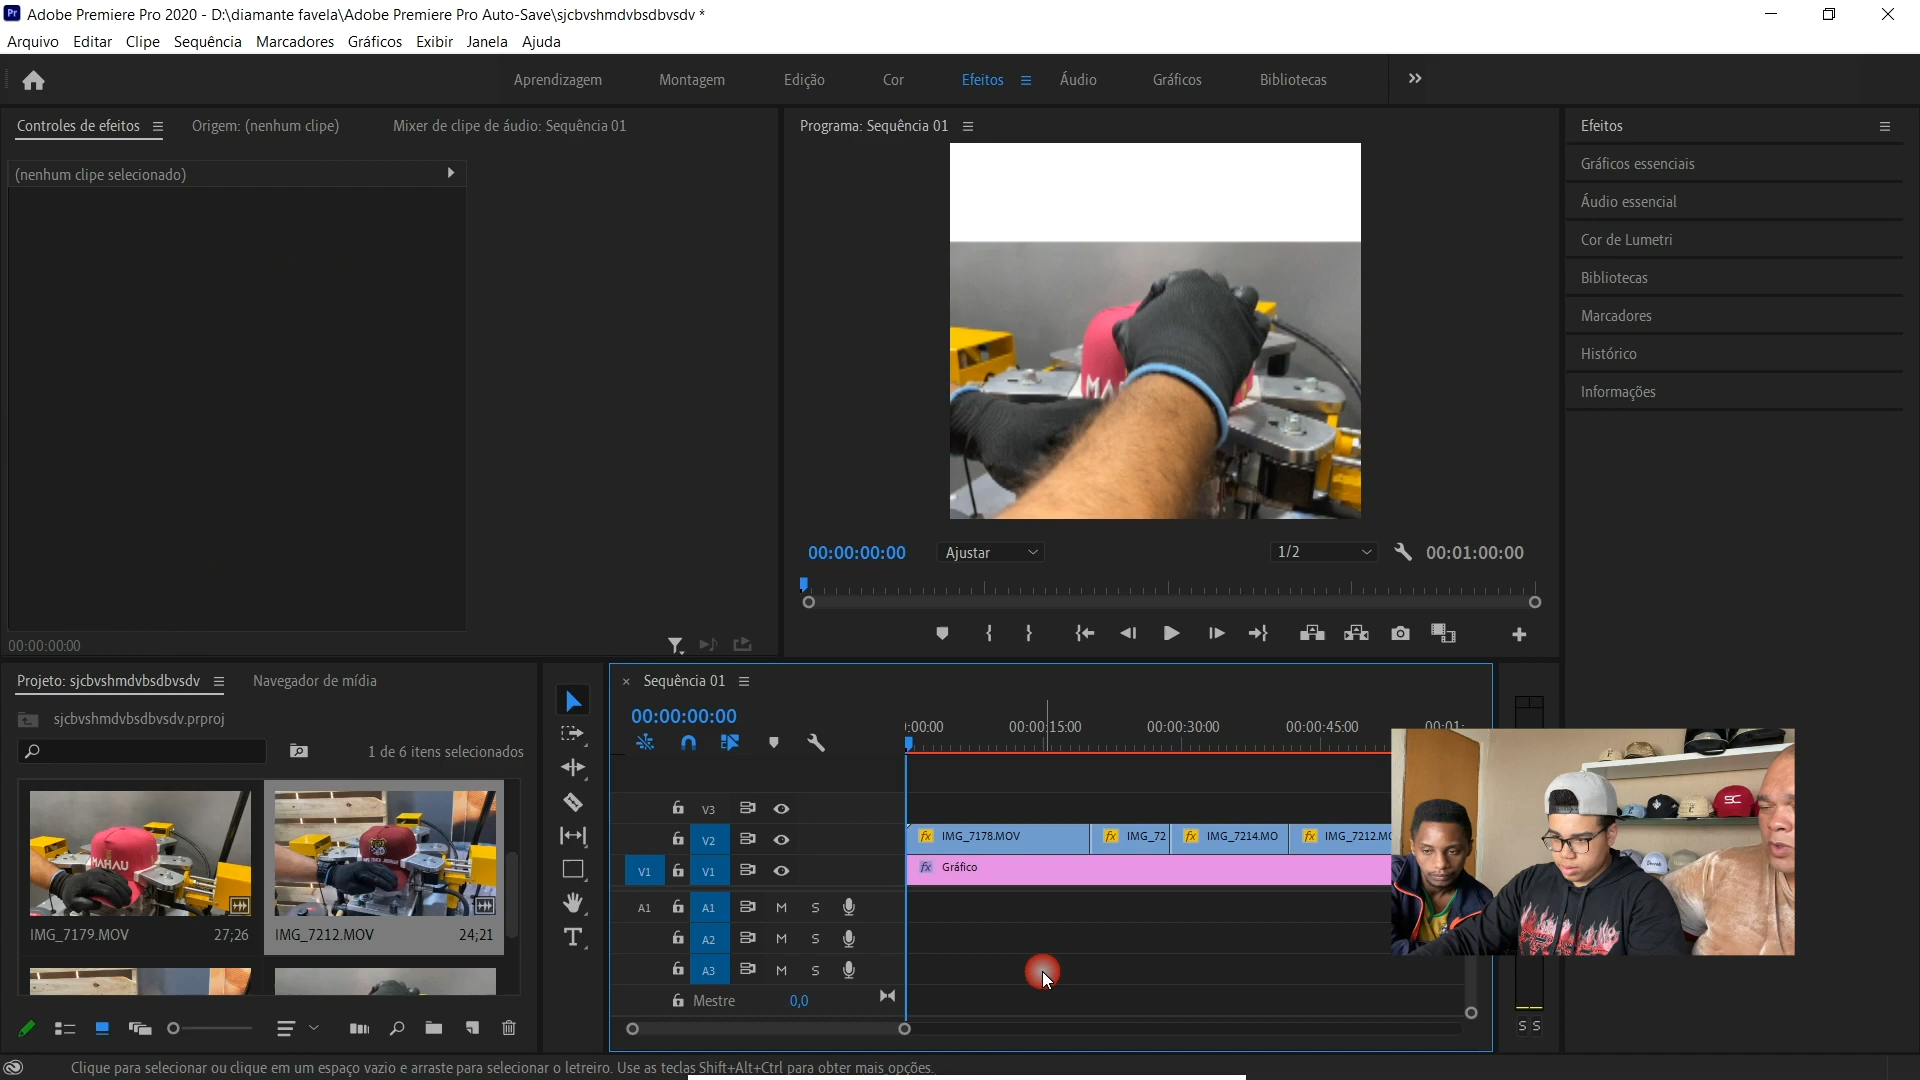 Adobe Premiere Pro 2020 - D:\diamante favela\Adobe Premiere Pro Auto-Save\sjcbvshmdvbsdbvsdv *
Arquivo Editar Clipe Sequência Marcadores Gráficos Exibir Janela Ajuda
Aprendizagem Montagem Edição Cor Efeitos Áudio Gráficos Bibliotecas
Controles de efeitos Origem: (nenhum clipe) Mixer de clipe de áudio: Sequência 01
(nenhum clipe selecionado)
00:00:00:00
Programa: Sequência 01
MA
00:00:00:00 Ajustar 1/2 00:01:00:00
Efeitos
Gráficos essenciais
Áudio essencial
Cor de Lumetri
Bibliotecas
Marcadores
Histórico
Informações
Projeto: sjcbvshmdvbsdbvsdv Navegador de mídia
sjcbvshmdvbsdbvsdv.prproj
1 de 6 itens selecionados
MAHAU
IMG_7179.MOV 27;26
IMG_7212.MOV 24;21
Sequência 01
00:00:00:00
:00:00 00:00:15:00 00:00:30:00 00:00:45:00 00:01:
V3
V2 fx IMG_7178.MOV fx IMG_72 fx IMG_7214.MO fx IMG_7212.MO
V1 V1 fx Gráfico
A1 A1 M S
A2 M S
A3 M S
Mestre 0,0
S S
SC
Clique para selecionar ou clique em um espaço vazio e arraste para selecionar o letreiro. Use as teclas Shift+Alt+Ctrl para obter mais opções.